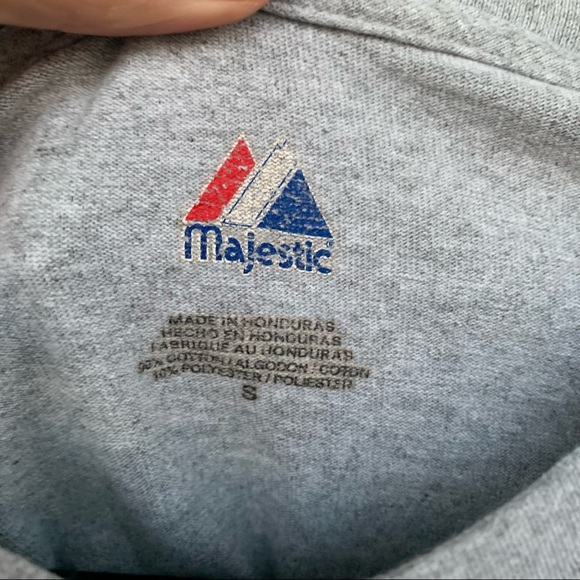 Majestic
MADE IN HONDURAS
HECHO EN HONDURAS
FABRIQUE AU HONDURAS
90% COTTON / ALGODON / COTON
10% POLYESTER / POLIESTER
S